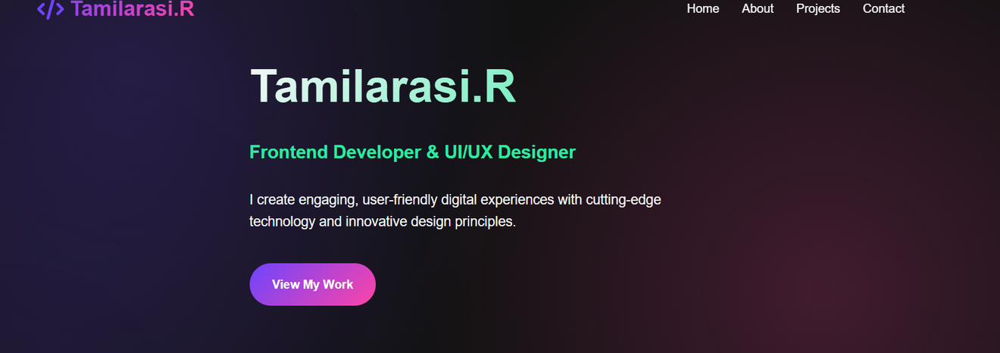 </> Tamilarasi.R
Home About Projects Contact
Tamilarasi.R
Frontend Developer & UI/UX Designer
I create engaging, user-friendly digital experiences with cutting-edge
technology and innovative design principles.
View My Work